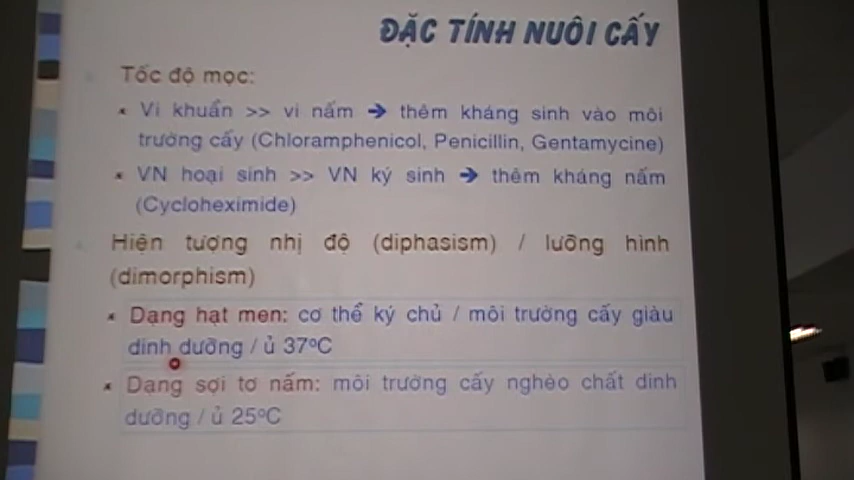 ĐẶC TÍNH NUÔI CẤY
Tốc độ mọc:
Vi khuẩn >> vi nấm ➔ thêm kháng sinh vào môi
trường cấy (Chloramphenicol, Penicillin, Gentamycine)
VN hoại sinh >> VN ký sinh ➔ thêm kháng nấm
(Cycloheximide)
Hiện tượng nhị độ (diphasism) / lưỡng hình
(dimorphism)
Dạng hạt men: cơ thể ký chủ / môi trường cấy giàu
dinh dưỡng / ủ 37ºC
Dạng sợi tơ nấm: môi trường cấy nghèo chất dinh
dưỡng / ủ 25ºC